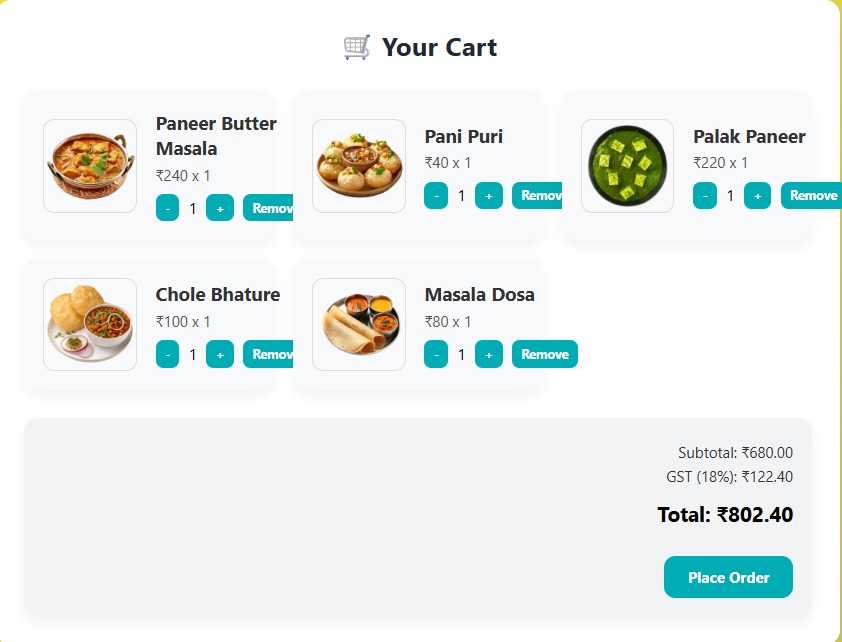 Your Cart
Paneer Butter
Masala
₹240 x 1
- 1 + Remov
Pani Puri
₹40 x 1
- 1 + Remov
Palak Paneer
₹220 x 1
- 1 + Remove
Chole Bhature
₹100 x 1
- 1 + Remov
Masala Dosa
₹80 x 1
- 1 + Remove
Subtotal: ₹680.00
GST (18%): ₹122.40
Total: ₹802.40
Place Order